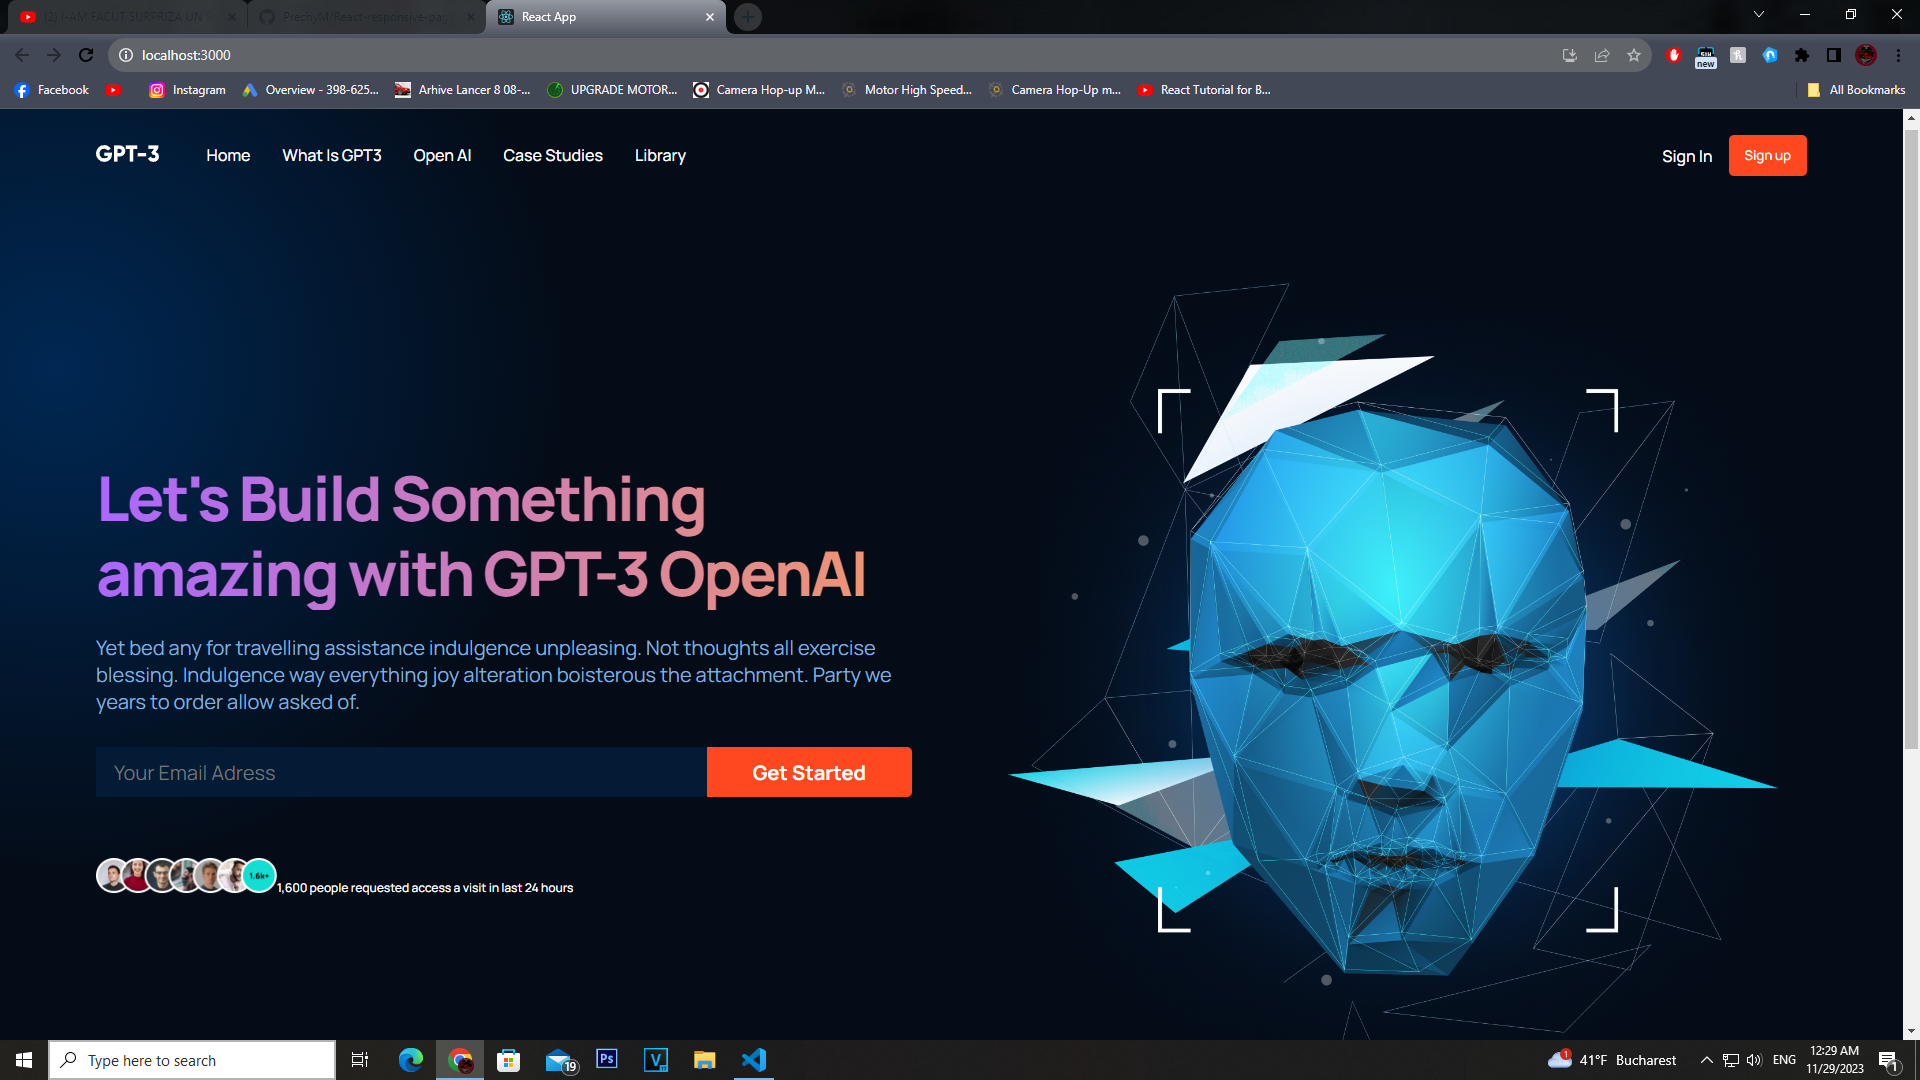 (2) I-AM FACUT SURPRIZA UN
PrechyM/React-responsive-pag
React App
localhost:3000
new
Facebook
Instagram
Overview - 398-625...
Arhive Lancer 8 08-...
UPGRADE MOTOR...
Camera Hop-up M...
Motor High Speed...
Camera Hop-Up m...
React Tutorial for B...
All Bookmarks
GPT-3
Home
What Is GPT3
Open AI
Case Studies
Library
Sign In
Sign up
Let's Build Something
amazing with GPT-3 OpenAI
Yet bed any for travelling assistance indulgence unpleasing. Not thoughts all exercise
blessing. Indulgence way everything joy alteration boisterous the attachment. Party we
years to order allow asked of.
Your Email Adress
Get Started
1.6k+
1,600 people requested access a visit in last 24 hours
Type here to search
19
Ps
V
1
41°F Bucharest
ENG
12:29 AM
11/29/2023
1